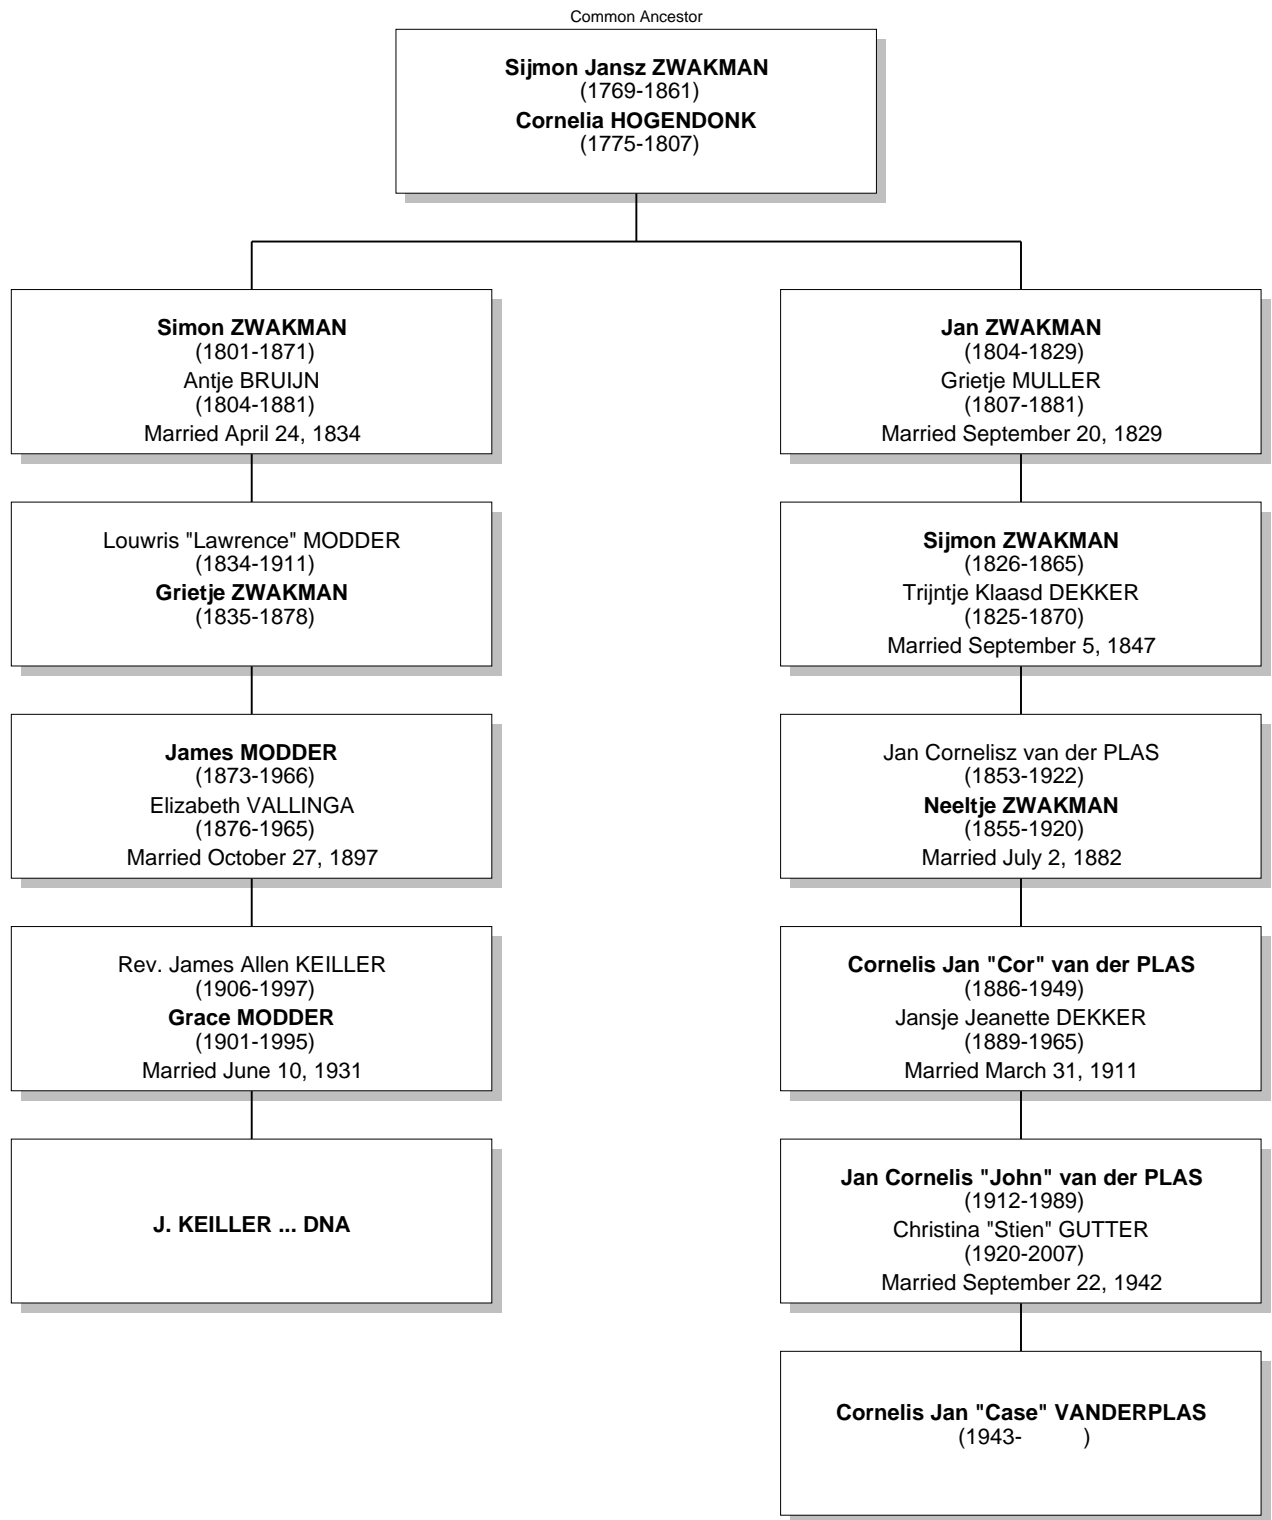 Common Ancestor
Sijmon Jansz ZWAKMAN
(1769-1861)
Cornelia HOGENDONK
(1775-1807)
Simon ZWAKMAN
(1801-1871)
Antje BRUIJN
(1804-1881)
Married April 24, 1834
Jan ZWAKMAN
(1804-1829)
Grietje MULLER
(1807-1881)
Married September 20, 1829
Louwris "Lawrence" MODDER
(1834-1911)
Grietje ZWAKMAN
(1835-1878)
Sijmon ZWAKMAN
(1826-1865)
Trijntje Klaasd DEKKER
(1825-1870)
Married September 5, 1847
James MODDER
(1873-1966)
Elizabeth VALLINGA
(1876-1965)
Married October 27, 1897
Jan Cornelisz van der PLAS
(1853-1922)
Neeltje ZWAKMAN
(1855-1920)
Married July 2, 1882
Rev. James Allen KEILLER
(1906-1997)
Grace MODDER
(1901-1995)
Married June 10, 1931
Cornelis Jan "Cor" van der PLAS
(1886-1949)
Jansje Jeanette DEKKER
(1889-1965)
Married March 31, 1911
J. KEILLER ... DNA
Jan Cornelis "John" van der PLAS
(1912-1989)
Christina "Stien" GUTTER
(1920-2007)
Married September 22, 1942
Cornelis Jan "Case" VANDERPLAS
(1943-          )